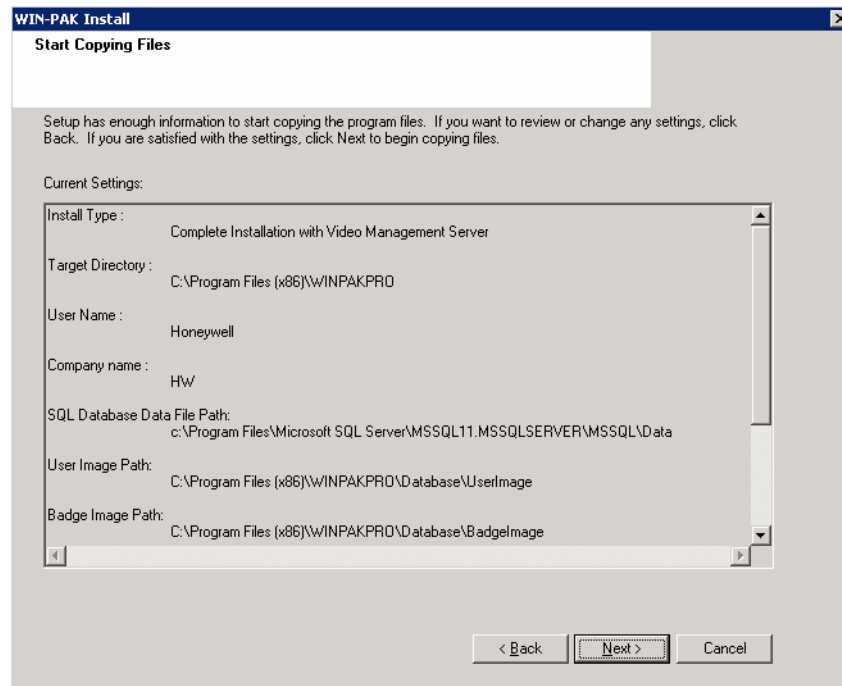 WIN-PAK Install
Start Copying Files
Setup has enough information to start copying the program files. If you want to review or change any settings, click
Back. If you are satisfied with the settings, click Next to begin copying files.
Current Settings:
Install Type :
Complete Installation with Video Management Server
Target Directory :
C:\Program Files (x86)\WINPAKPRO
User Name :
Honeywell
Company name :
HW
SQL Database Data File Path:
c:\Program Files\Microsoft SQL Server\MSSQL11.MSSQLSERVER\MSSQL\Data
User Image Path:
C:\Program Files (x86)\WINPAKPRO\Database\UserImage
Badge Image Path:
C:\Program Files (x86)\WINPAKPRO\Database\BadgeImage
< Back
Next >
Cancel